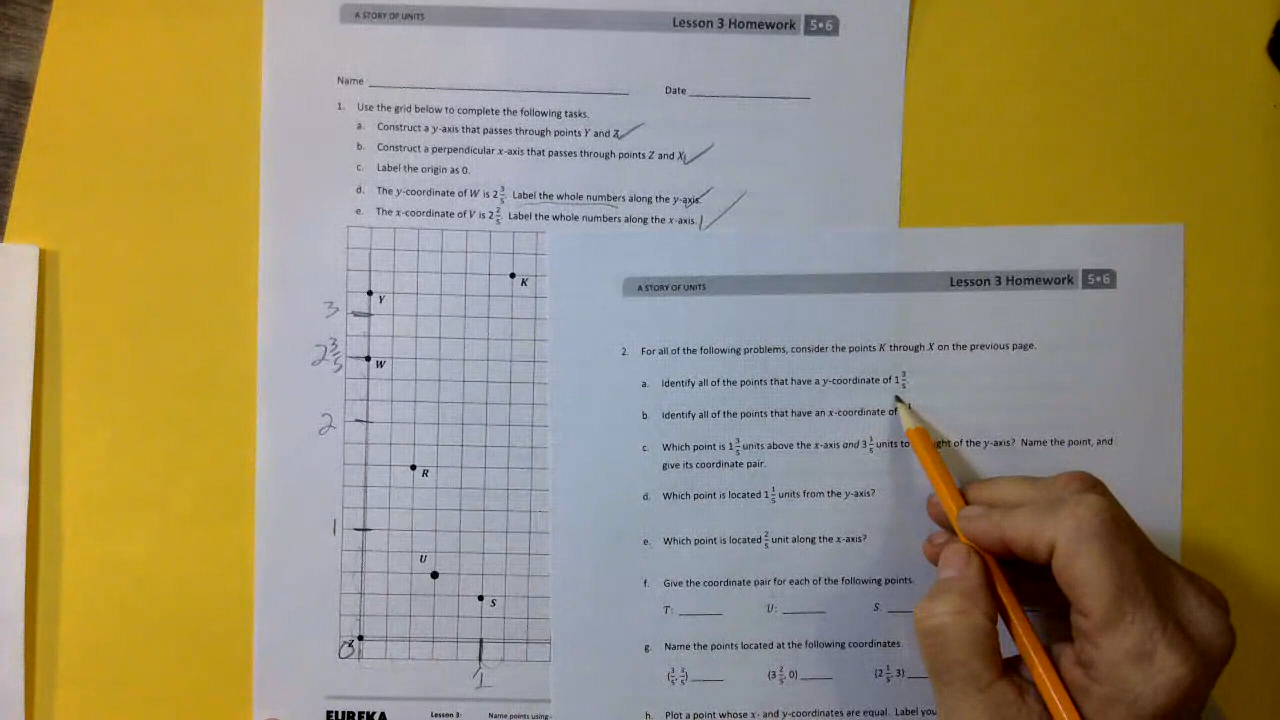 A STORY OF UNITS
Lesson 3 Homework 5•6
Name
Date
1. Use the grid below to complete the following tasks.
a. Construct a y-axis that passes through points Y and Z.
b. Construct a perpendicular x-axis that passes through points Z and X.
c. Label the origin as 0.
d. The y-coordinate of W is 2 3/5. Label the whole numbers along the y-axis.
e. The x-coordinate of V is 2 2/5. Label the whole numbers along the x-axis.
K
Y
3
2 3/5
W
2
R
1
U
S
0
1
EUREKA
Lesson 3:
Name points using
A STORY OF UNITS
Lesson 3 Homework 5•6
2. For all of the following problems, consider the points K through X on the previous page.
a. Identify all of the points that have a y-coordinate of 1 3/5.
b. Identify all of the points that have an x-coordinate of
c. Which point is 1 3/5 units above the x-axis and 3 1/5 units to ght of the y-axis? Name the point, and
give its coordinate pair.
d. Which point is located 1 1/5 units from the y-axis?
e. Which point is located 2/5 unit along the x-axis?
f. Give the coordinate pair for each of the following points.
T: U: S:
g. Name the points located at the following coordinates.
(3/5, 3/5) (3 2/5, 0) (2 1/5, 3)
h. Plot a point whose x- and y-coordinates are equal. Label you